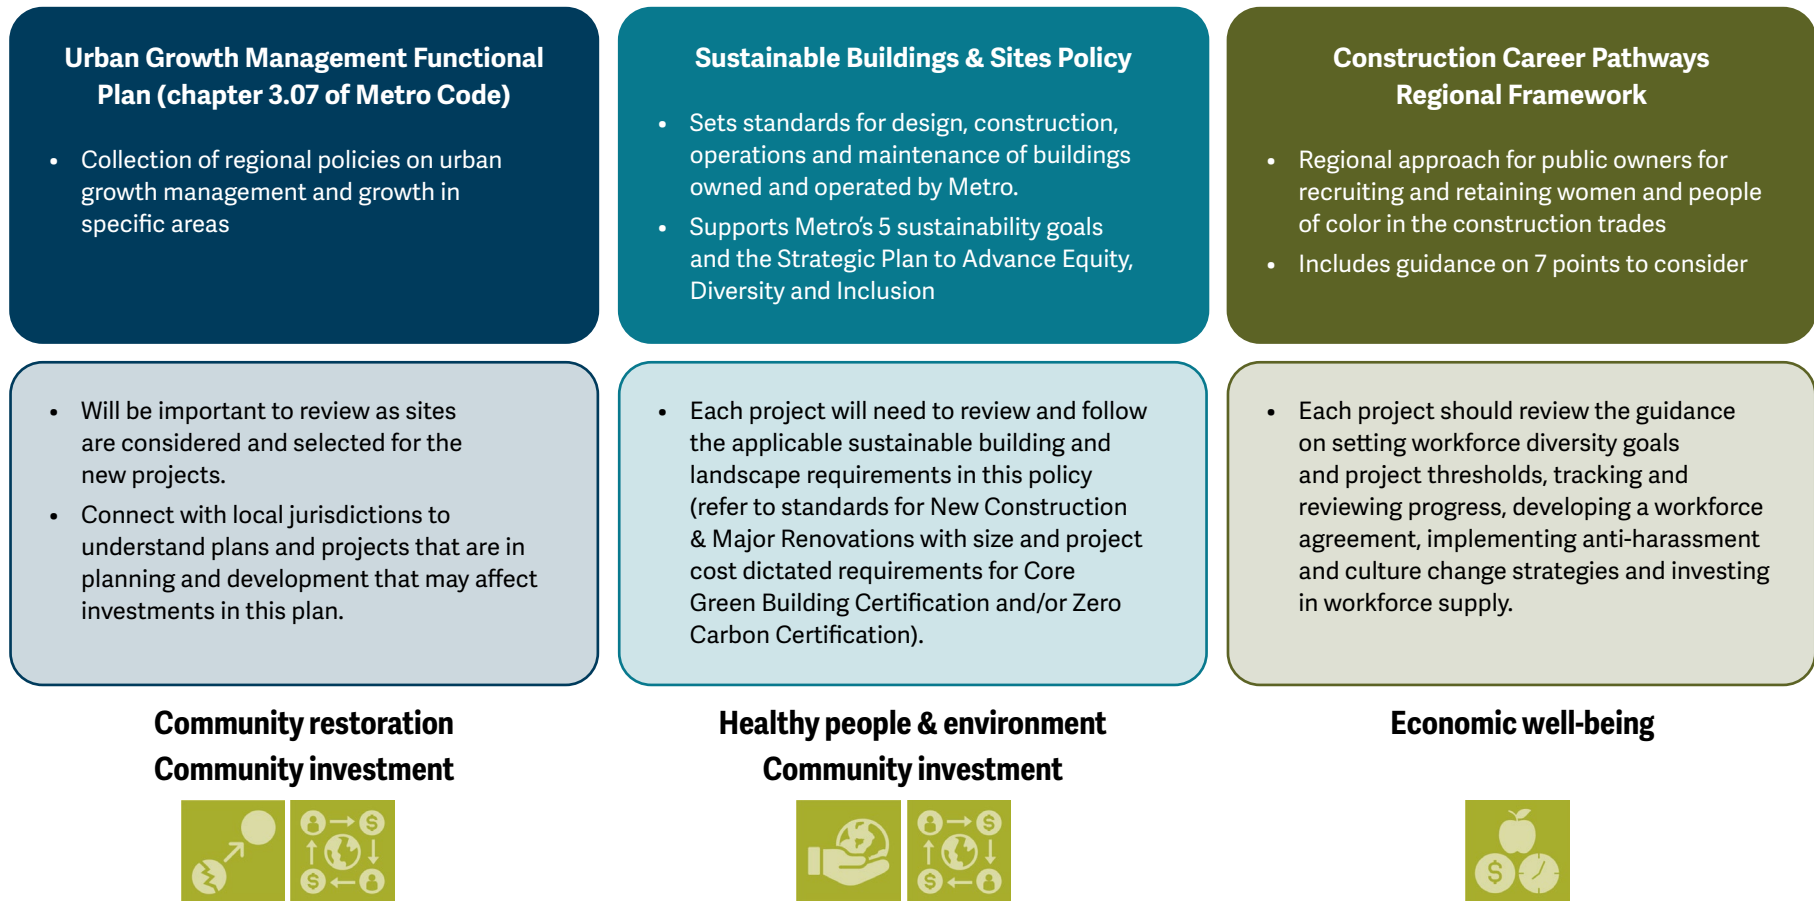 Urban Growth Management Functional
Plan (chapter 3.07 of Metro Code)
• Collection of regional policies on urban
growth management and growth in
specific areas
• Will be important to review as sites
are considered and selected for the
new projects.
• Connect with local jurisdictions to
understand plans and projects that are in
planning and development that may affect
investments in this plan.
Community restoration
Community investment
Sustainable Buildings & Sites Policy
• Sets standards for design, construction,
operations and maintenance of buildings
owned and operated by Metro.
• Supports Metro's 5 sustainability goals
and the Strategic Plan to Advance Equity,
Diversity and Inclusion
• Each project will need to review and follow
the applicable sustainable building and
landscape requirements in this policy
(refer to standards for New Construction
& Major Renovations with size and project
cost dictated requirements for Core
Green Building Certification and/or Zero
Carbon Certification).
Healthy people & environment
Community investment
Construction Career Pathways
Regional Framework
• Regional approach for public owners for
recruiting and retaining women and people
of color in the construction trades
• Includes guidance on 7 points to consider
• Each project should review the guidance
on setting workforce diversity goals
and project thresholds, tracking and
reviewing progress, developing a workforce
agreement, implementing anti-harassment
and culture change strategies and investing
in workforce supply.
Economic well-being